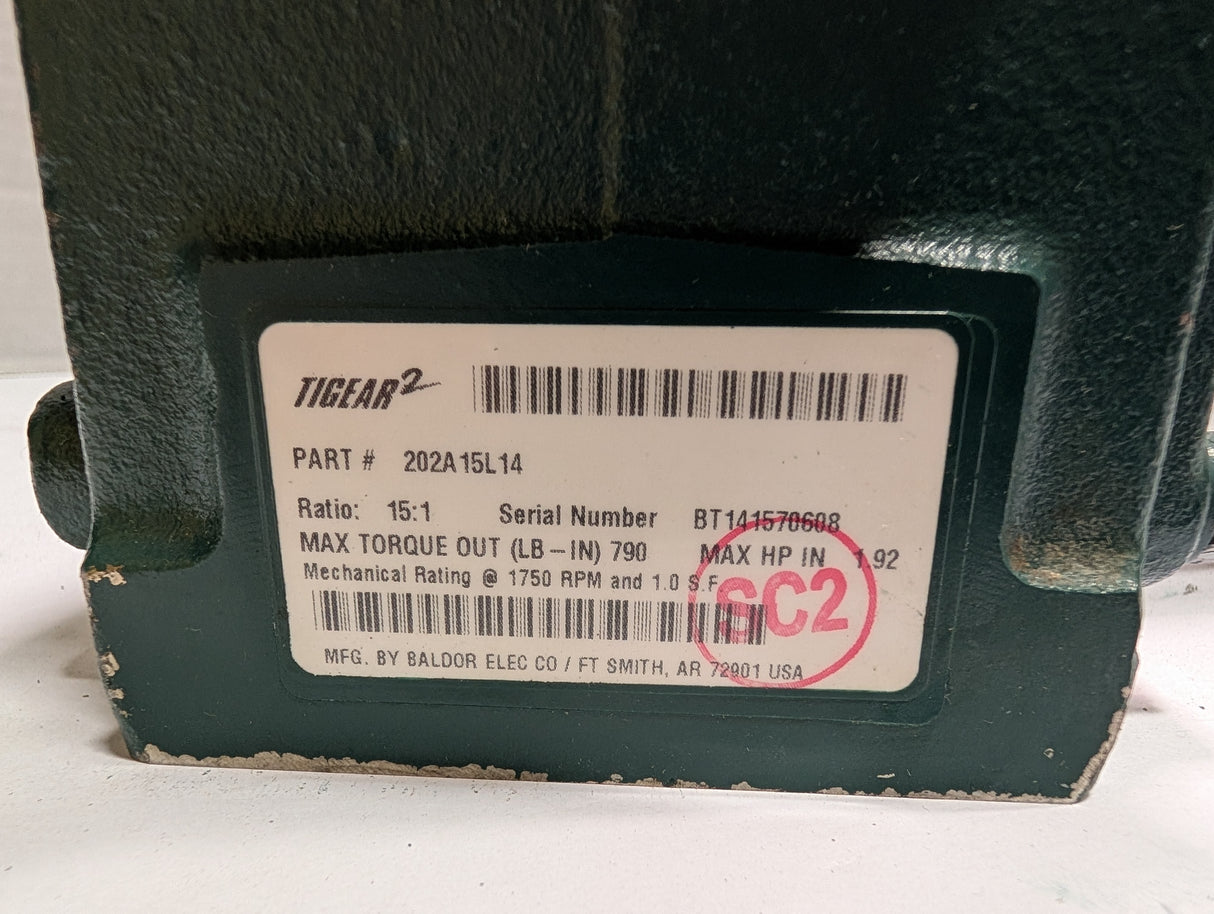 TIGEAR2
PART # 202A15L14
Ratio: 15:1 Serial Number BT141570608
MAX TORQUE OUT (LB-IN) 790 MAX HP IN 1.92
Mechanical Rating @ 1750 RPM and 1.0 S.F.
SC2
MFG. BY BALDOR ELEC CO / FT SMITH, AR 72901 USA